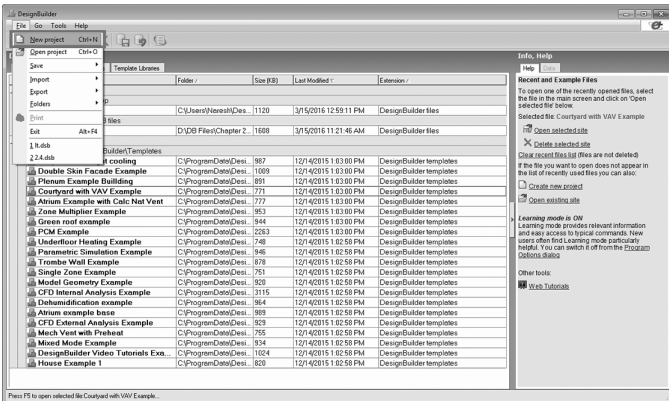 DesignBuilder
File Go Tools Help
New project Ctrl+N
Open project Ctrl+O
Save
Import
Export
Folders
Print
Exit Alt+F4
1 lt.dsb
2 2.4.dsb
Template Libraries
Folder Size [KB] Last Modified Extension
C:\Users\Naresh\Des... 1120 3/15/2016 12:59:11 PM DesignBuilder files
files
D:\DB Files\Chapter 2... 1608 3/15/2016 11:21:46 AM DesignBuilder files
Builder\Templates
t cooling C:\ProgramData\Desi... 987 12/14/2015 1:03:00 PM DesignBuilder templates
Double Skin Facade Example C:\ProgramData\Desi... 1009 12/14/2015 1:03:00 PM DesignBuilder templates
Plenum Example Buillding C:\ProgramData\Desi... 891 12/14/2015 1:03:00 PM DesignBuilder templates
Courtyard with VAV Example C:\ProgramData\Desi... 771 12/14/2015 1:03:00 PM DesignBuilder templates
Atrium Example with Calc Nat Vent C:\ProgramData\Desi... 777 12/14/2015 1:03:00 PM DesignBuilder templates
Zone Multiplier Example C:\ProgramData\Desi... 953 12/14/2015 1:03:00 PM DesignBuilder templates
Green roof example C:\ProgramData\Desi... 944 12/14/2015 1:03:00 PM DesignBuilder templates
PCM Example C:\ProgramData\Desi... 2263 12/14/2015 1:03:00 PM DesignBuilder templates
Underfloor Heating Example C:\ProgramData\Desi... 748 12/14/2015 1:02:58 PM DesignBuilder templates
Parametric Simulation Example C:\ProgramData\Desi... 946 12/14/2015 1:02:58 PM DesignBuilder templates
Trombe Wall Example C:\ProgramData\Desi... 878 12/14/2015 1:02:58 PM DesignBuilder templates
Single Zone Example C:\ProgramData\Desi... 751 12/14/2015 1:02:58 PM DesignBuilder templates
Model Geometry Example C:\ProgramData\Desi... 920 12/14/2015 1:02:58 PM DesignBuilder templates
CFD Internal Analysis Example C:\ProgramData\Desi... 3115 12/14/2015 1:02:58 PM DesignBuilder templates
Dehumidification example C:\ProgramData\Desi... 964 12/14/2015 1:02:58 PM DesignBuilder templates
Atrium example base C:\ProgramData\Desi... 989 12/14/2015 1:02:58 PM DesignBuilder templates
CFD External Analysis Example C:\ProgramData\Desi... 929 12/14/2015 1:02:58 PM DesignBuilder templates
Mech Vent with Preheat C:\ProgramData\Desi... 755 12/14/2015 1:02:58 PM DesignBuilder templates
Mixed Mode Example C:\ProgramData\Desi... 934 12/14/2015 1:02:58 PM DesignBuilder templates
DesignBuilder Video Tutorials Exa... C:\ProgramData\Desi... 1024 12/14/2015 1:02:58 PM DesignBuilder templates
House Example 1 C:\ProgramData\Desi... 820 12/14/2015 1:02:58 PM DesignBuilder templates
Info, Help
Help Data
Recent and Example Files
To open one of the recently opened files, select
the file in the main screen and click on 'Open
selected file' below.
Selected file: Courtyard with VAV Example
Open selected site
Delete selected site
Clear recent files list (files are not deleted)
If the file you want to open does not appear in
the list of recently used files you can also:
Create new project
Open existing site
Learning mode is ON
Learning mode provides relevant information
and easy access to typical commands. New
users often find Learning mode particularly
helpful. You can switch it off from the Program
Options dialog
Other tools:
Web Tutorials
Press F5 to open selected file:Courtyard with VAV Example...